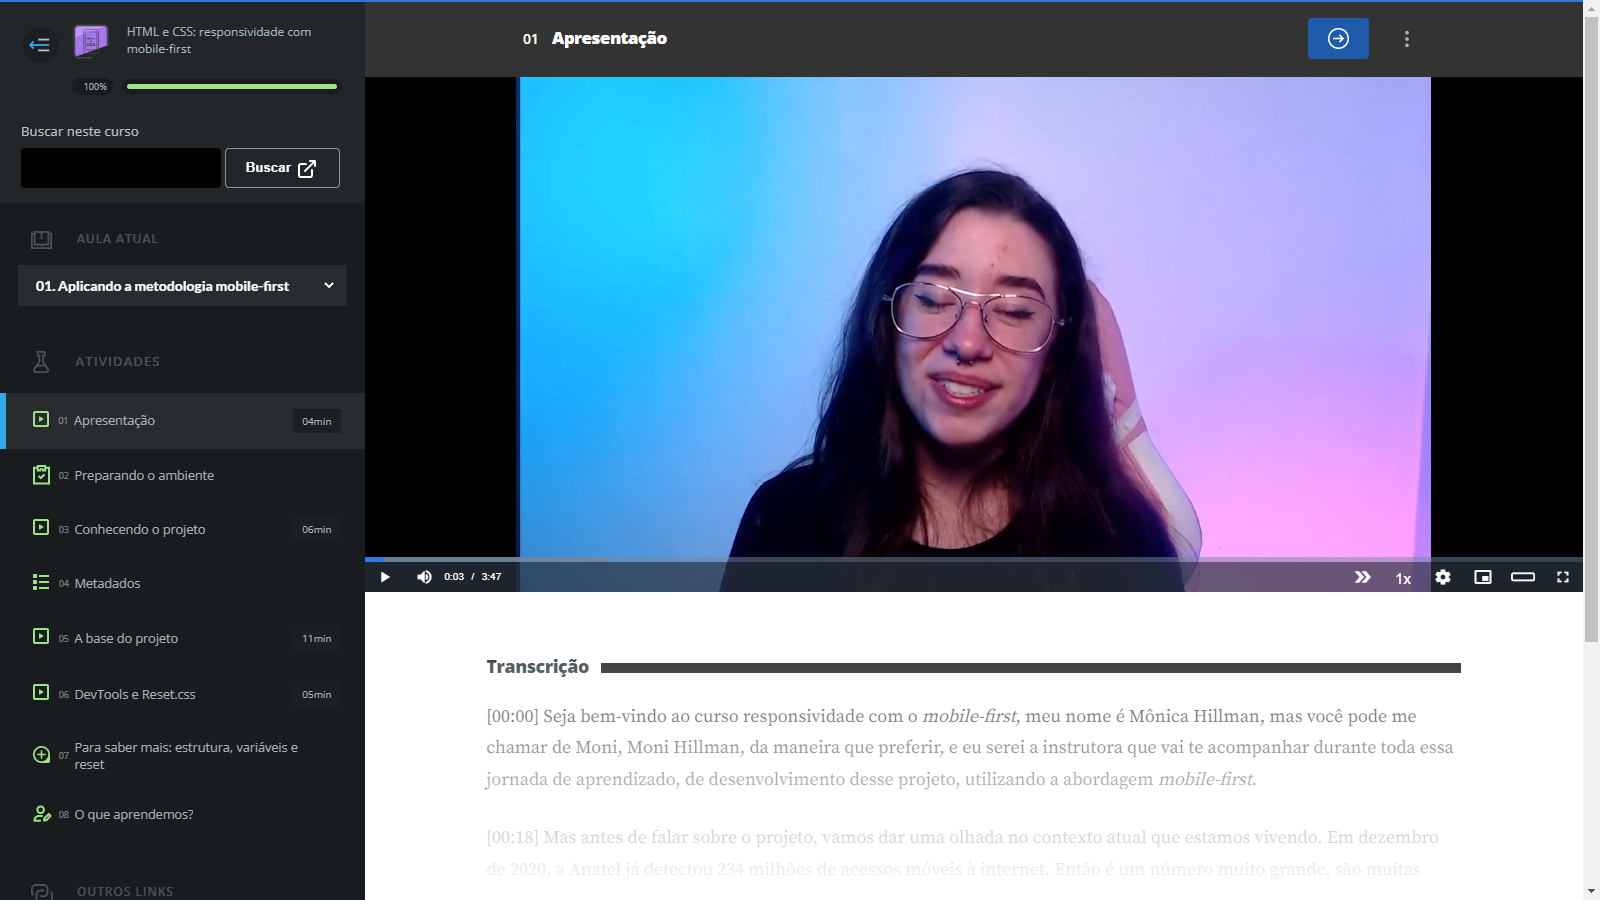 HTML e CSS: responsividade com
mobile-first
100%
Buscar neste curso
Buscar
AULA ATUAL
01. Aplicando a metodologia mobile-first
ATIVIDADES
01 Apresentação 04min
02 Preparando o ambiente
03 Conhecendo o projeto 06min
04 Metadados
05 A base do projeto 11min
06 DevTools e Reset.css 05min
07 Para saber mais: estrutura, variáveis e
reset
08 O que aprendemos?
OUTROS LINKS
01 Apresentação
0:03 / 3:47
1x
Transcrição
[00:00] Seja bem-vindo ao curso responsividade com o mobile-first, meu nome é Mônica Hillman, mas você pode me
chamar de Moni, Moni Hillman, da maneira que preferir, e eu serei a instrutora que vai te acompanhar durante toda essa
jornada de aprendizado, de desenvolvimento desse projeto, utilizando a abordagem mobile-first.
[00:18] Mas antes de falar sobre o projeto, vamos dar uma olhada no contexto atual que estamos vivendo. Em dezembro
de 2020, a Anatel já detectou 234 milhões de acessos móveis à internet. Então é um número muito grande, são muitas